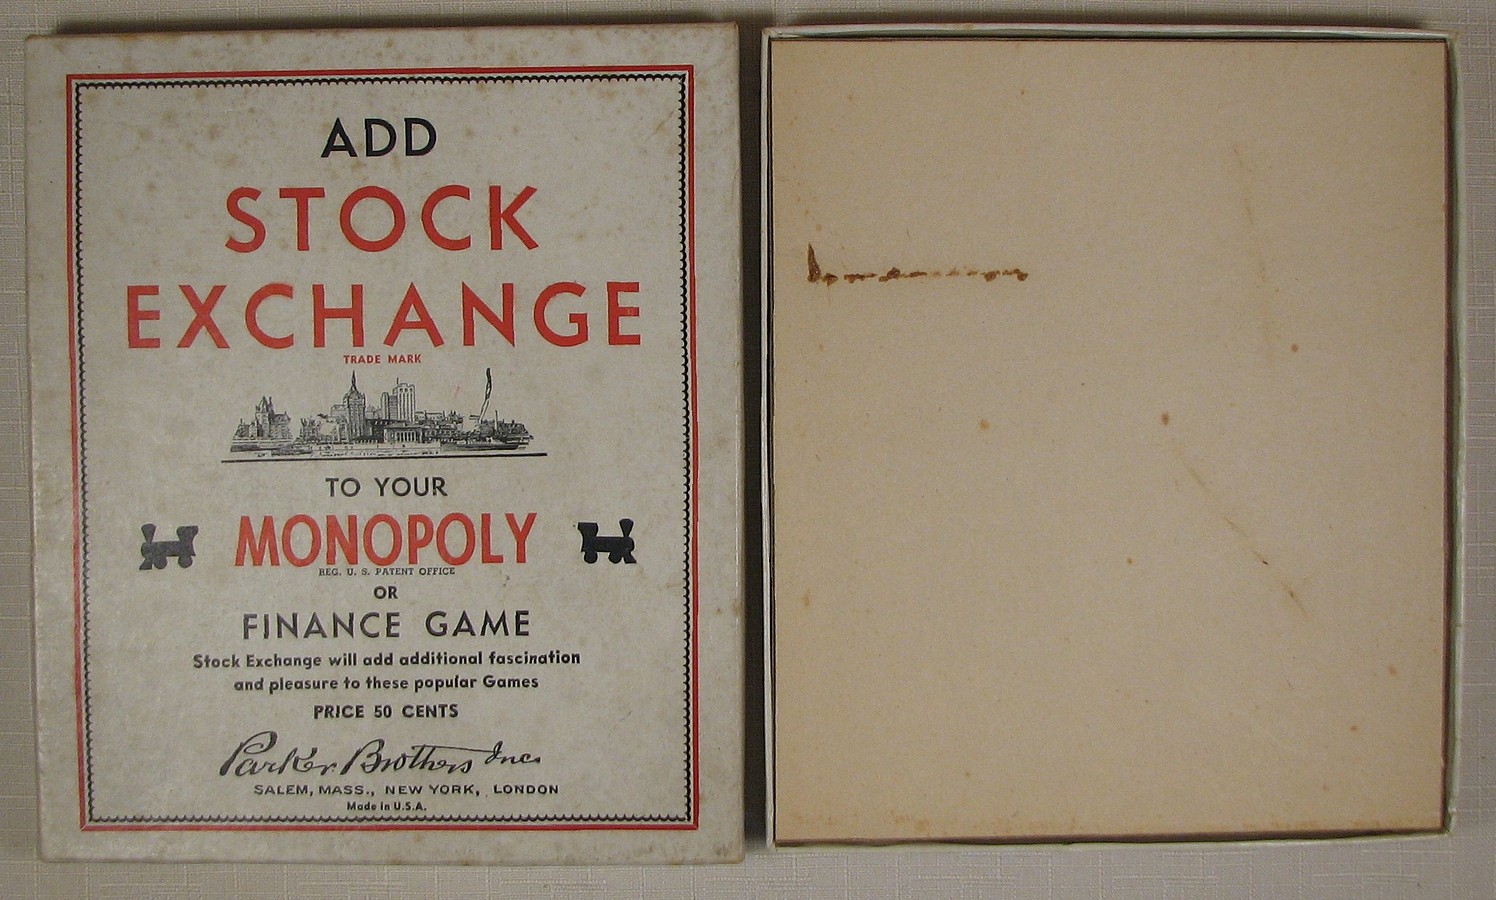 ADD
STOCK
EXCHANGE
TRADE MARK
TO YOUR
MONOPOLY
REG. U. S. PATENT OFFICE
OR
FINANCE GAME
Stock Exchange will add additional fascination
and pleasure to these popular Games
PRICE 50 CENTS
Parker Brothers Inc.
SALEM, MASS., NEW YORK, LONDON
Made in U.S.A.